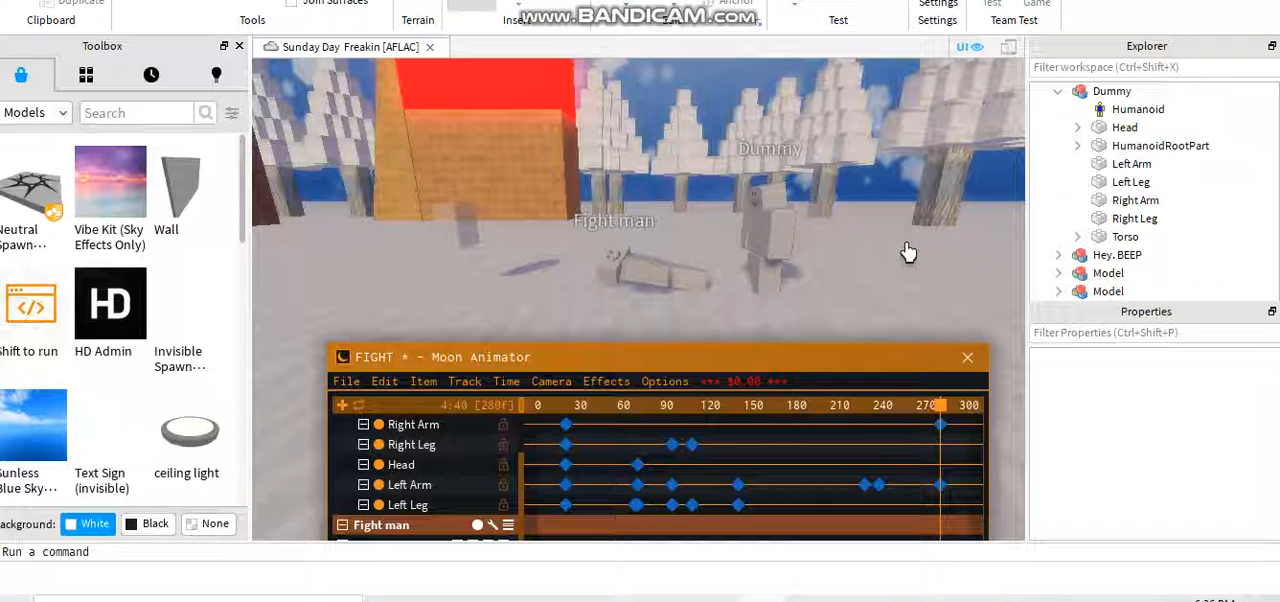 Duplicate
Join Surfaces
Anchor
Settings
Test Game
www.BANDICAM.com
Clipboard
Tools
Terrain
Insert
Edit
Test
Settings
Team Test
Toolbox
Sunday Day Freakin [AFLAC]
UI
Explorer
Filter workspace (Ctrl+Shift+X)
Models
Search
Dummy
Humanoid
Head
HumanoidRootPart
Left Arm
Left Leg
Right Arm
Right Leg
Torso
Hey. BEEP
Model
Model
Neutral Spawn...
Vibe Kit (Sky Effects Only)
Wall
HD
Shift to run
HD Admin
Invisible Spawn...
Sunless Blue Sky...
Text Sign (invisible)
ceiling light
Dummy
Fight man
Properties
Filter Properties (Ctrl+Shift+P)
FIGHT * - Moon Animator
File Edit Item Track Time Camera Effects Options *** $0.00 ***
4:40 [280f] 0 30 60 90 120 150 180 210 240 270 300
Right Arm
Right Leg
Head
Left Arm
Left Leg
Fight man
ackground: White Black None
Run a command